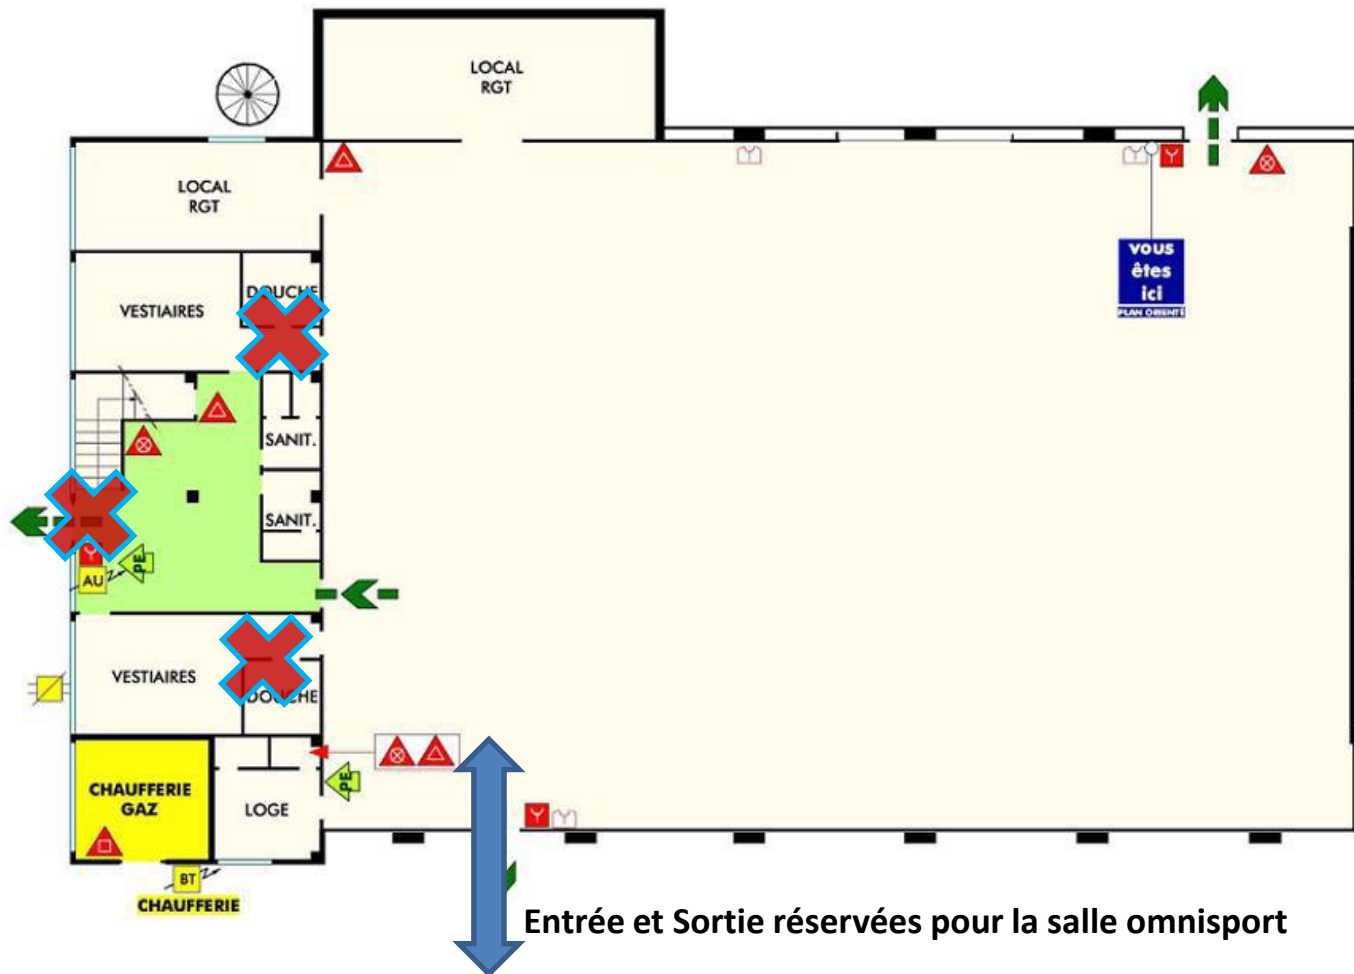 LOCAL
RGT
LOCAL
RGT
vous
êtes
ici
PLAN ORIENTÉ
DOUCHE
VESTIAIRES
SANIT.
SANIT.
PE
AU
VESTIAIRES
DOUCHE
CHAUFFERIE
GAZ
LOGE
PE
BT
CHAUFFERIE
Entrée et Sortie réservées pour la salle omnisport